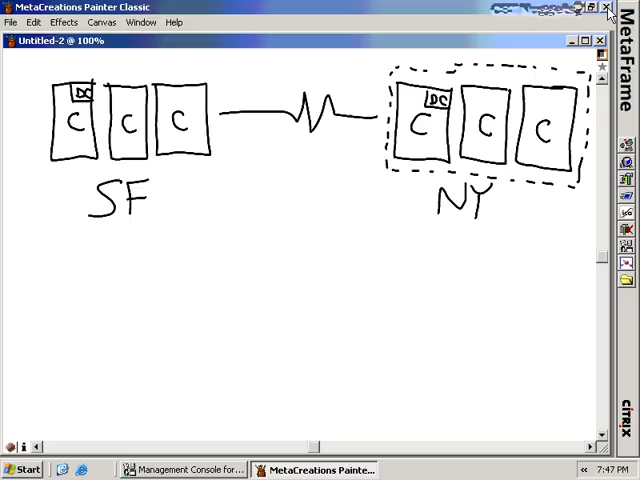 MetaCreations Painter Classic
File Edit Effects Canvas Window Help
Untitled-2 @ 100%
DC
C C C
DC
C C C
SF
NY
MetaFrame
CITRIX
Start
Management Console for...
MetaCreations Painte...
7:47 PM